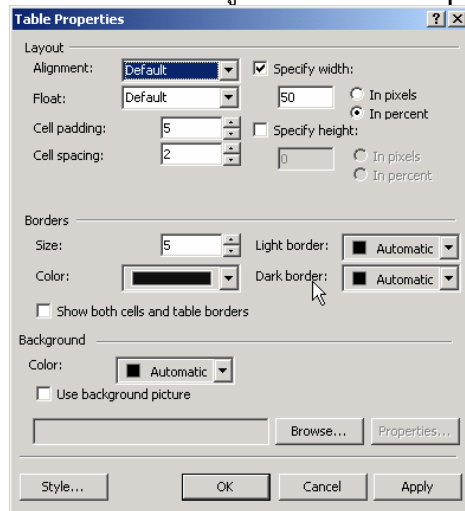 Table Properties
Layout
Alignment: Default Specify width:
Float: Default 50 In pixels
In percent
Cell padding: 5 Specify height:
Cell spacing: 2 0 In pixels
In percent
Borders
Size: 5 Light border: Automatic
Color: Dark border: Automatic
Show both cells and table borders
Background
Color: Automatic
Use background picture
Browse... Properties...
Style... OK Cancel Apply